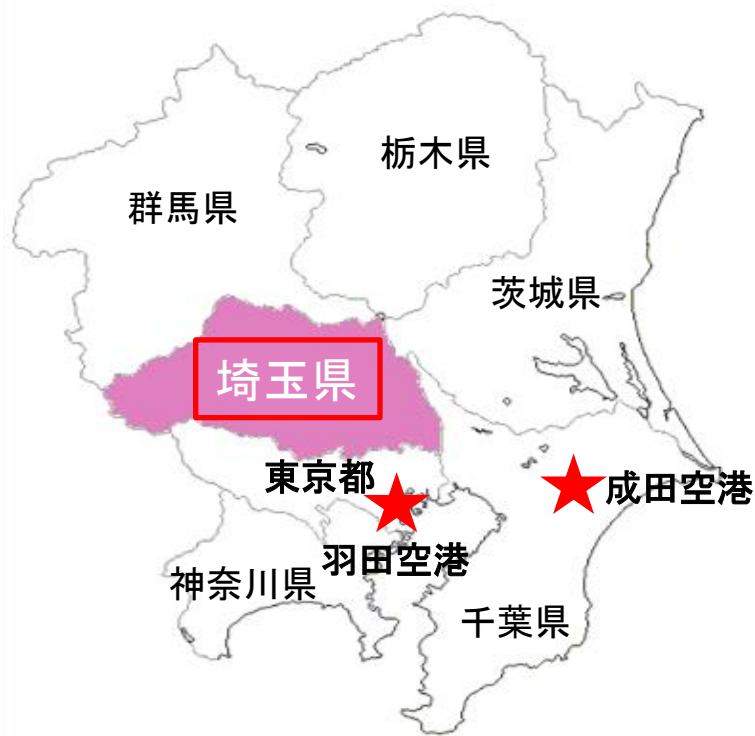 栃木県
群馬県
茨城県
埼玉県
東京都
成田空港
羽田空港
神奈川県
千葉県